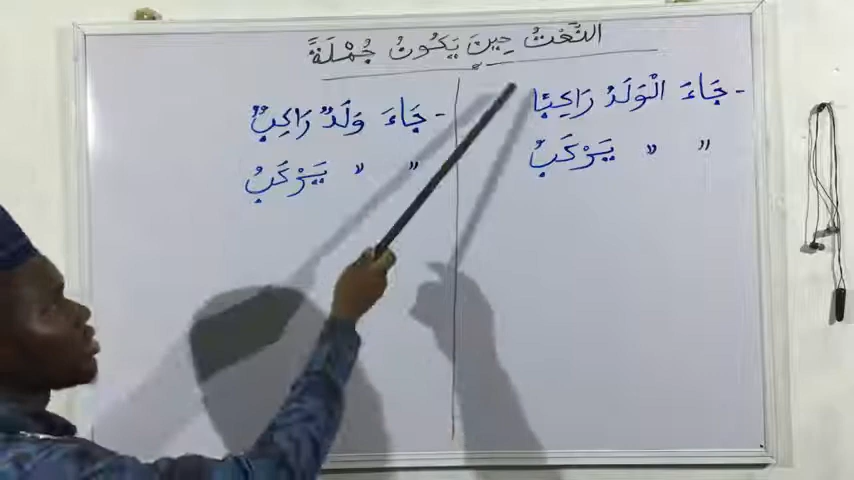 النَّعْتُ حِينَ يَكُونُ جُمْلَةً
- جَاءَ الْوَلَدُ رَاكِبًا
" " يَرْكَبُ
- جَاءَ وَلَدٌ رَاكِبٌ
" " يَرْكَبُ